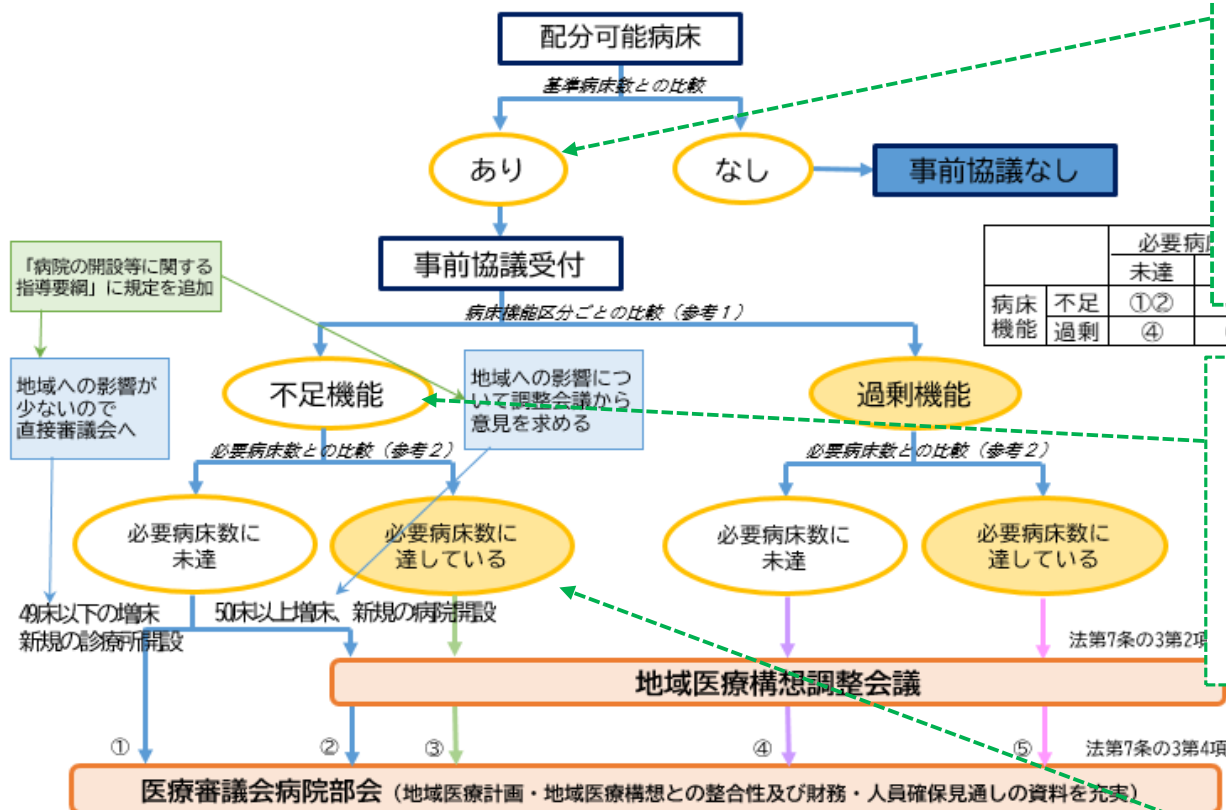 配分可能病床
基準病床数との比較
あり
なし
事前協議なし
事前協議受付
「病院の開設等に関する
指導要綱」に規定を追加
病床機能区分ごとの比較（参考１）
必要病
未達
病床
機能
不足
①②
過剰
④
地域への影響が
少ないので
直接審議会へ
不足機能
地域への影響につ
いて調整会議から
意見を求める
過剰機能
必要病床数との比較（参考２）
必要病床数との比較（参考２）
必要病床数に
未達
必要病床数に
達している
必要病床数に
未達
必要病床数に
達している
49床以下の増床
新規の診療所開設
50床以上増床、新規の病院開設
法第7条の3第2項
地域医療構想調整会議
①
②
③
④
⑤
法第7条の3第4項
医療審議会病院部会（地域医療計画・地域医療構想との整合性及び財務・人員確保見通しの資料を充実）